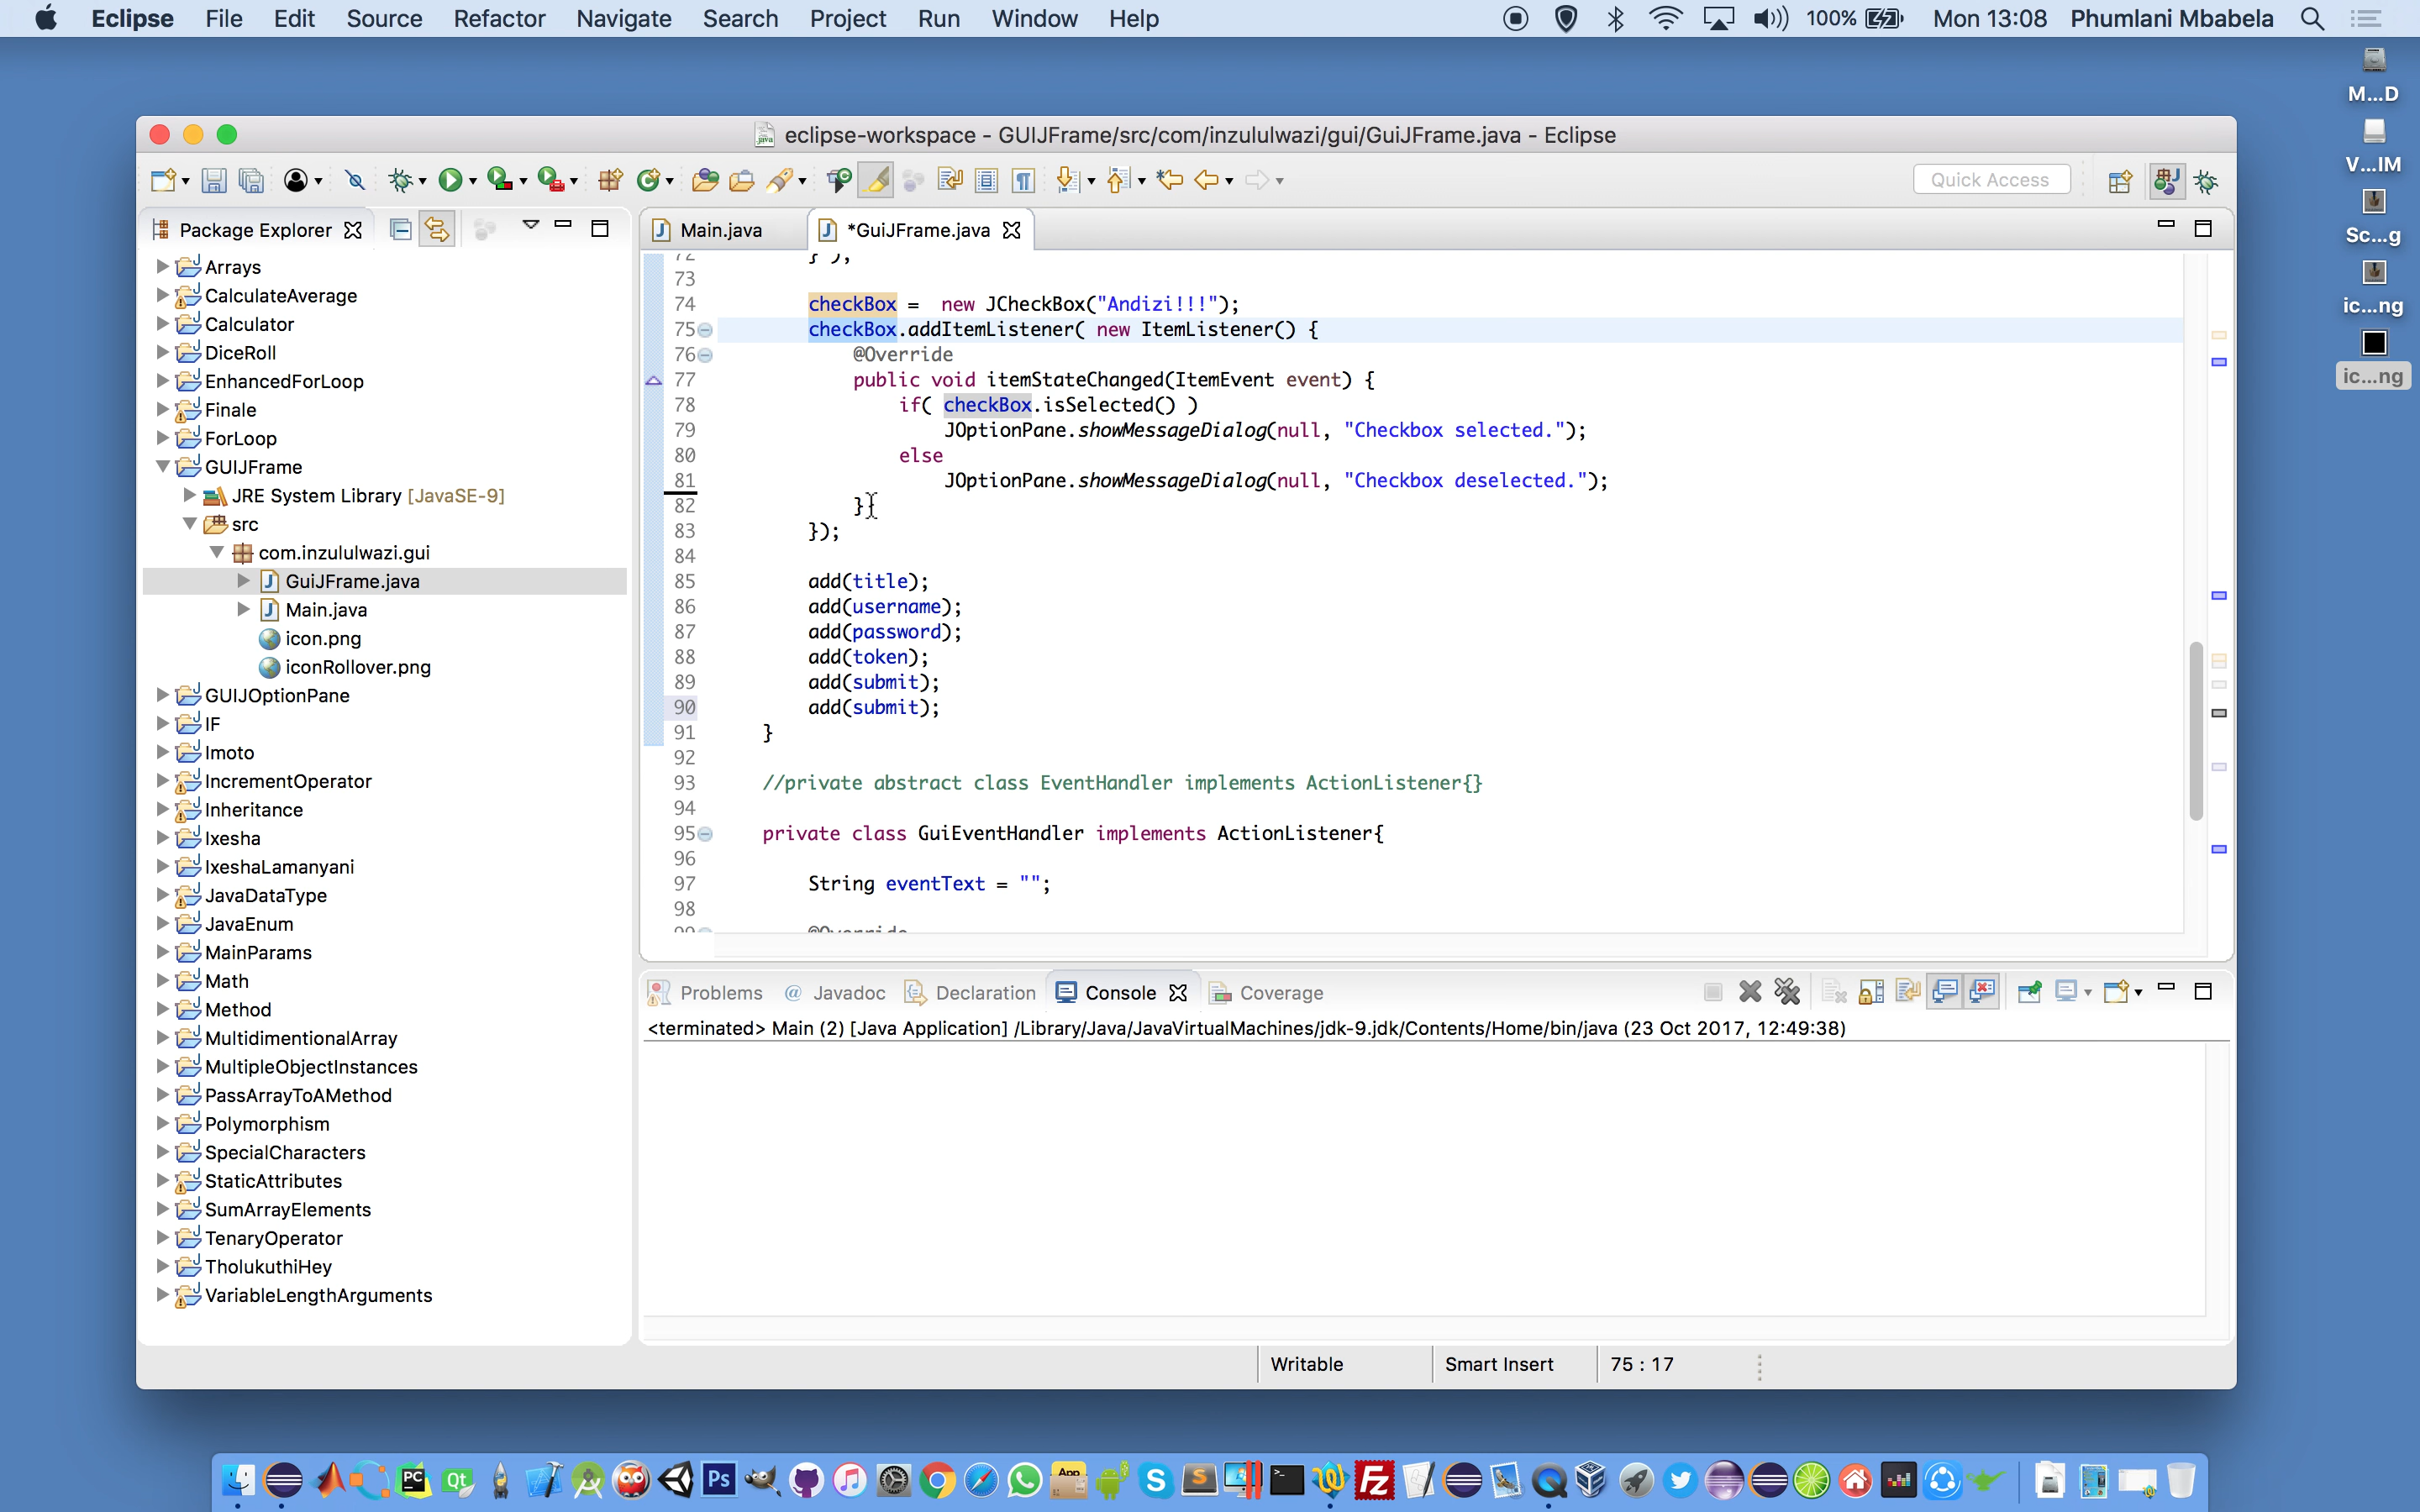 Eclipse File Edit Source Refactor Navigate Search Project Run Window Help 100% Mon 13:08 Phumlani Mbabela
M...D
V...IM
Sc...g
ic...ng
ic...ng
eclipse-workspace - GUIJFrame/src/com/inzululwazi/gui/GuiJFrame.java - Eclipse
Quick Access
Package Explorer
Arrays
CalculateAverage
Calculator
DiceRoll
EnhancedForLoop
Finale
ForLoop
GUIJFrame
JRE System Library [JavaSE-9]
src
com.inzululwazi.gui
GuiJFrame.java
Main.java
icon.png
iconRollover.png
GUIJOptionPane
IF
Imoto
IncrementOperator
Inheritance
Ixesha
IxeshaLamanyani
JavaDataType
JavaEnum
MainParams
Math
Method
MultidimentionalArray
MultipleObjectInstances
PassArrayToAMethod
Polymorphism
SpecialCharacters
StaticAttributes
SumArrayElements
TenaryOperator
TholukuthiHey
VariableLengthArguments
Main.java *GuiJFrame.java
73
74 checkBox = new JCheckBox("Andizi!!!");
75 checkBox.addItemListener( new ItemListener() {
76 @Override
77 public void itemStateChanged(ItemEvent event) {
78 if( checkBox.isSelected() )
79 JOptionPane.showMessageDialog(null, "Checkbox selected.");
80 else
81 JOptionPane.showMessageDialog(null, "Checkbox deselected.");
82 }
83 });
84
85 add(title);
86 add(username);
87 add(password);
88 add(token);
89 add(submit);
90 add(submit);
91 }
92
93 //private abstract class EventHandler implements ActionListener{}
94
95 private class GuiEventHandler implements ActionListener{
96
97 String eventText = "";
98
Problems @ Javadoc Declaration Console Coverage
<terminated> Main (2) [Java Application] /Library/Java/JavaVirtualMachines/jdk-9.jdk/Contents/Home/bin/java (23 Oct 2017, 12:49:38)
Writable Smart Insert 75 : 17